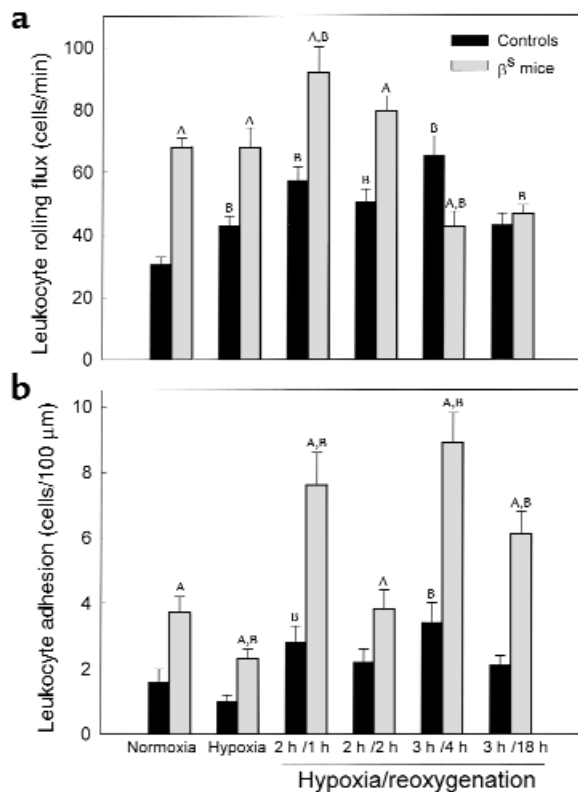 a
Leukocyte rolling flux (cells/min)
100
80
60
40
20
0
Controls
βˢ mice
A
B
A
B
A,B
B
A
B
A,B
B
b
Leukocyte adhesion (cells/100 μm)
10
8
6
4
2
0
A
A,B
B
A,B
A
B
A,B
A,B
Normoxia Hypoxia 2 h /1 h 2 h /2 h 3 h /4 h 3 h /18 h
Hypoxia/reoxygenation